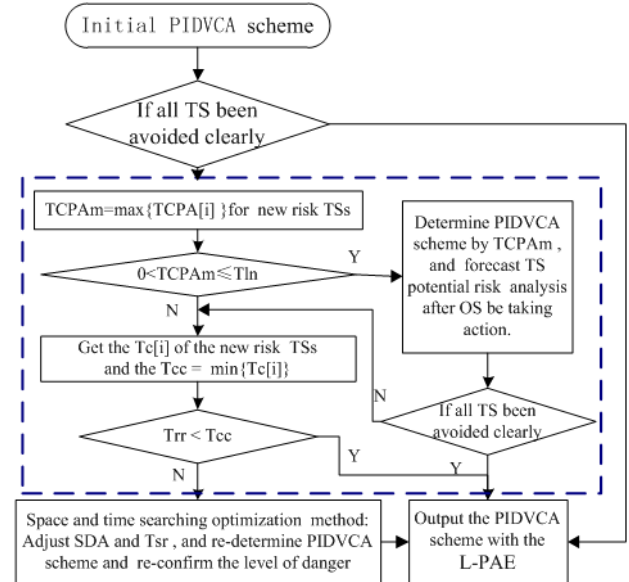 Initial PIDVCA scheme
If all TS been
avoided clearly
TCPAm=max{TCPA[i] }for new risk TSs
0<TCPAm≤Tln
Y
N
Determine PIDVCA
scheme by TCPAm ,
and forecast TS
potential risk analysis
after OS be taking
action.
Get the Tc[i] of the new risk TSs
and the Tcc = min{Tc[i]}
N
If all TS been
avoided clearly
Trr < Tcc
Y
Y
N
Space and time searching optimization method:
Adjust SDA and Tsr , and re-determine PIDVCA
scheme and re-confirm the level of danger
Output the PIDVCA
scheme with the
L-PAE